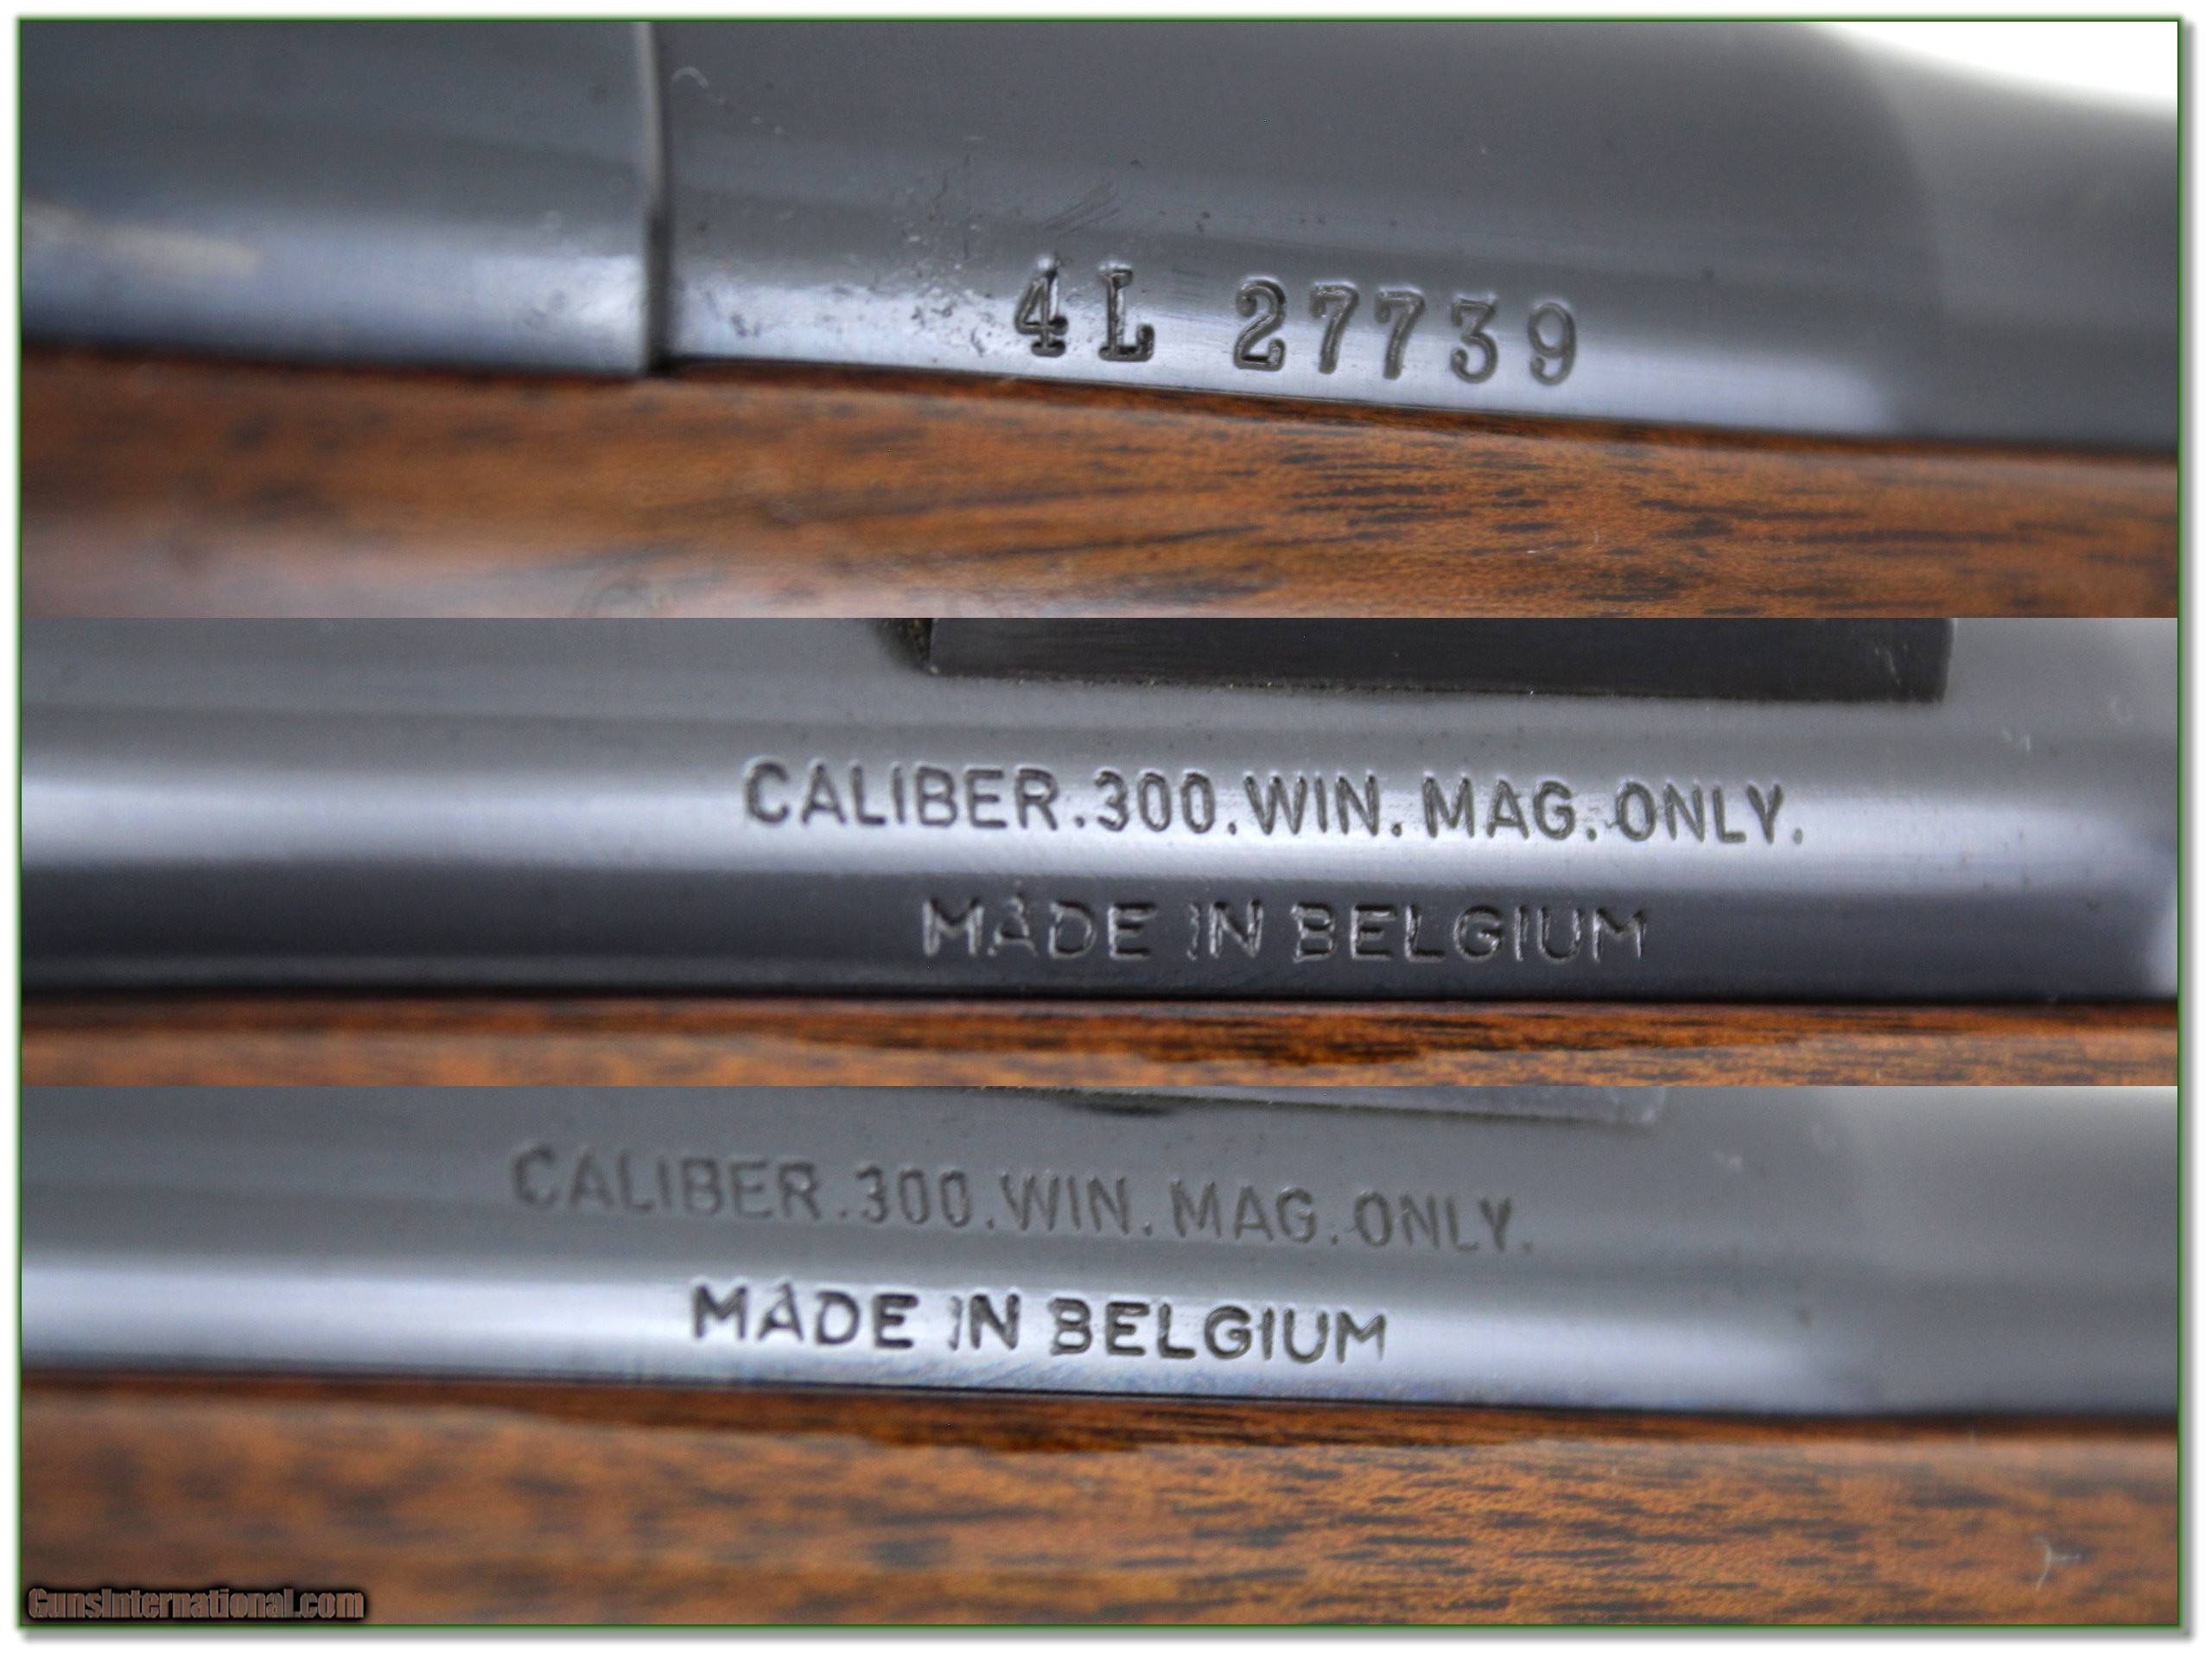 4L 27739
CALIBER.300.WIN.MAG.ONLY.
MADE IN BELGIUM
CALIBER.300.WIN.MAG.ONLY.
MADE IN BELGIUM
GunsInternational.com